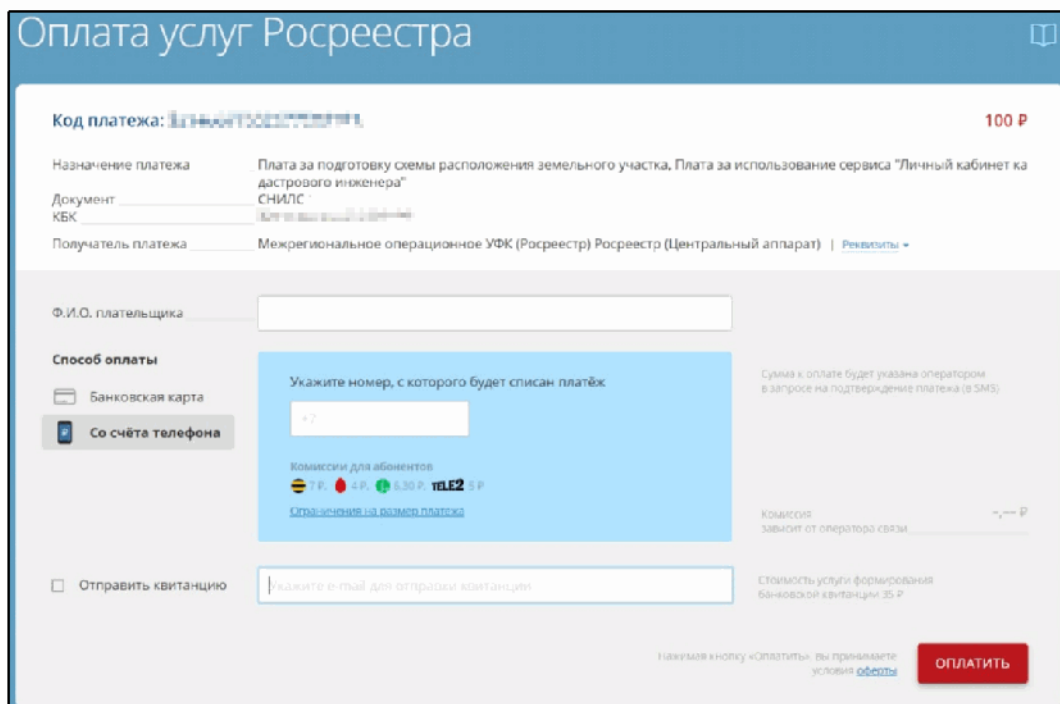 Оплата услуг Росреестра
Код платежа:
100 ₽
Назначение платежа
Плата за подготовку схемы расположения земельного участка, Плата за использование сервиса "Личный кабинет ка
дастрового инженера"
Документ
СНИЛС
КБК
Получатель платежа
Межрегиональное операционное УФК (Росреестр) Росреестр (Центральный аппарат) | Реквизиты
Ф.И.О. плательщика
Способ оплаты
Банковская карта
Со счёта телефона
Укажите номер, с которого будет списан платёж
+7
Комиссии для абонентов
7 ₽, 4 ₽, 6,30 ₽, TELE2 5 ₽
Ограничения на размер платежа
Сумма к оплате будет указана оператором
в запросе на подтверждение платежа (в SMS)
Комиссия
зависит от оператора связи
-,-- ₽
Отправить квитанцию
Укажите e-mail для отправки квитанции
Стоимость услуги формирования
банковской квитанции 35 ₽
Нажимая кнопку «Оплатить», вы принимаете
условия оферты
ОПЛАТИТЬ